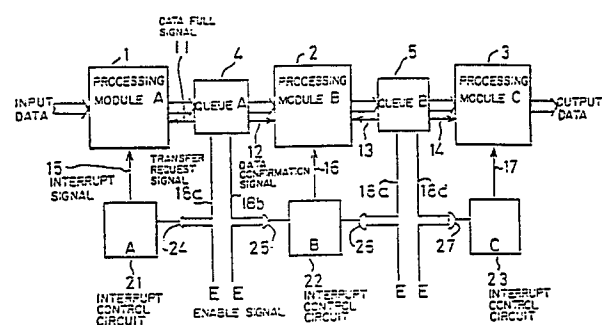 DATA FULL
SIGNAL
11
1
4
2
5
3
PROCESSING
MODULE A
QUEUE A
PROCESSING
MODULE B
QUEUE B
PROCESSING
MODULE C
INPUT
DATA
OUTPUT
DATA
12
13
14
15
INTERRUPT
SIGNAL
TRANSFER
REQUEST
SIGNAL
DATA
CONFIRMATION
SIGNAL
16
17
18a
18b
18c
18d
A
24
25
B
26
27
C
21
INTERRUPT
CONTROL
CIRCUIT
E
E
ENABLE SIGNAL
22
INTERRUPT
CONTROL
CIRCUIT
E
E
23
INTERRUPT
CONTROL
CIRCUIT